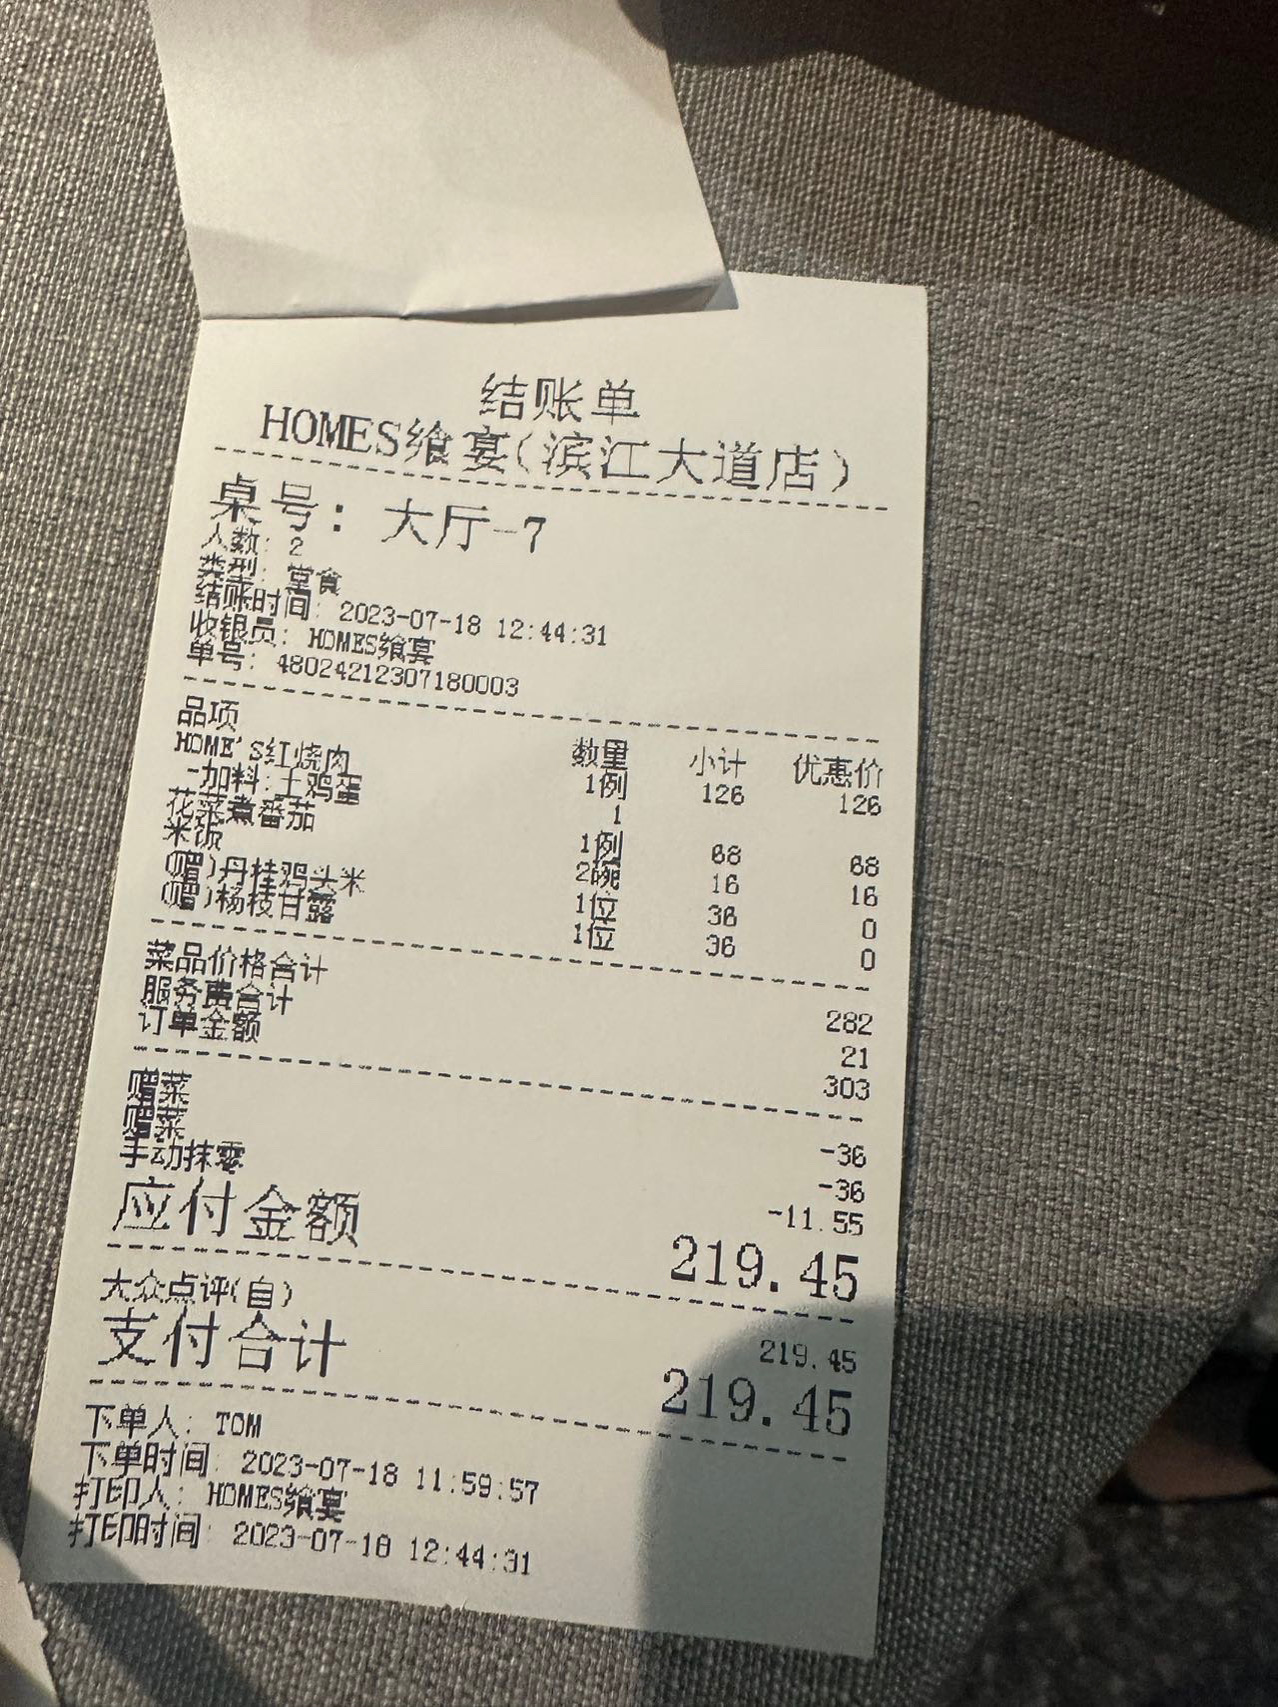 结账单
HOMES飨宴(滨江大道店)
桌号: 大厅-7
人数: 2
类型: 堂食
结账时间: 2023-07-18 12:44:31
收银员: HOMES飨宴
单号: 48024212307180003
品项 数量 小计 优惠价
HOME'S红烧肉 1例 126 126
-加料:土鸡蛋 1
花菜煮番茄 1例 68 68
米饭 2碗 16 16
(赠)丹桂鸡头米 1位 36 0
(赠)杨枝甘露 1位 36 0
菜品价格合计 282
服务费合计 21
订单金额 303
赠菜 -36
赠菜 -36
手动抹零 -11.55
应付金额 219.45
大众点评(自) 219.45
支付合计 219.45
下单人: TOM
下单时间: 2023-07-18 11:59:57
打印人: HOMES飨宴
打印时间: 2023-07-18 12:44:31